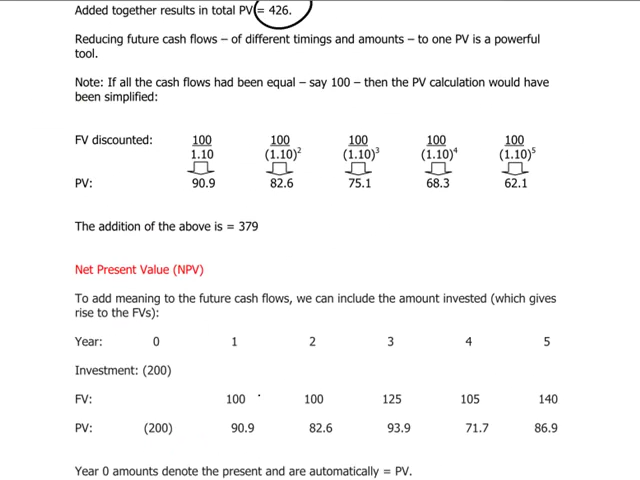 Added together results in total PV = 426.
Reducing future cash flows – of different timings and amounts – to one PV is a powerful
tool.
Note: If all the cash flows had been equal – say 100 – then the PV calculation would have
been simplified:
FV discounted: 100 100 100 100 100
1.10 (1.10)² (1.10)³ (1.10)⁴ (1.10)⁵
PV: 90.9 82.6 75.1 68.3 62.1
The addition of the above is = 379
Net Present Value (NPV)
To add meaning to the future cash flows, we can include the amount invested (which gives
rise to the FVs):
Year: 0 1 2 3 4 5
Investment: (200)
FV: 100 100 125 105 140
PV: (200) 90.9 82.6 93.9 71.7 86.9
Year 0 amounts denote the present and are automatically = PV.